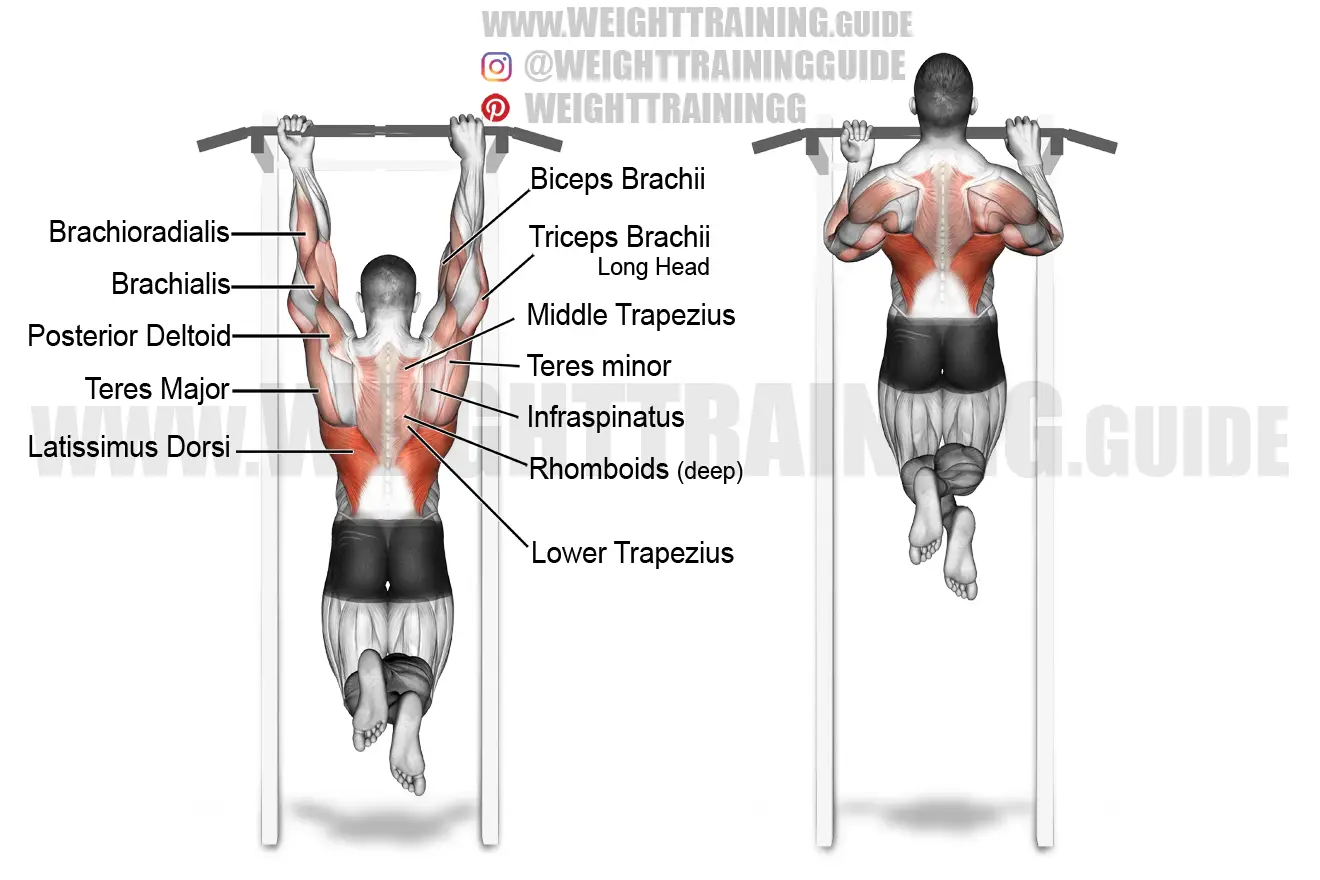 WWW.WEIGHTTRAINING.GUIDE
@WEIGHTTRAININGGUIDE
WEIGHTTRAININGG
Brachioradialis
Brachialis
Posterior Deltoid
Teres Major
Latissimus Dorsi
Biceps Brachii
Triceps Brachii
Long Head
Middle Trapezius
Teres minor
Infraspinatus
Rhomboids (deep)
Lower Trapezius
WWW.WEIGHTTRAINING.GUIDE